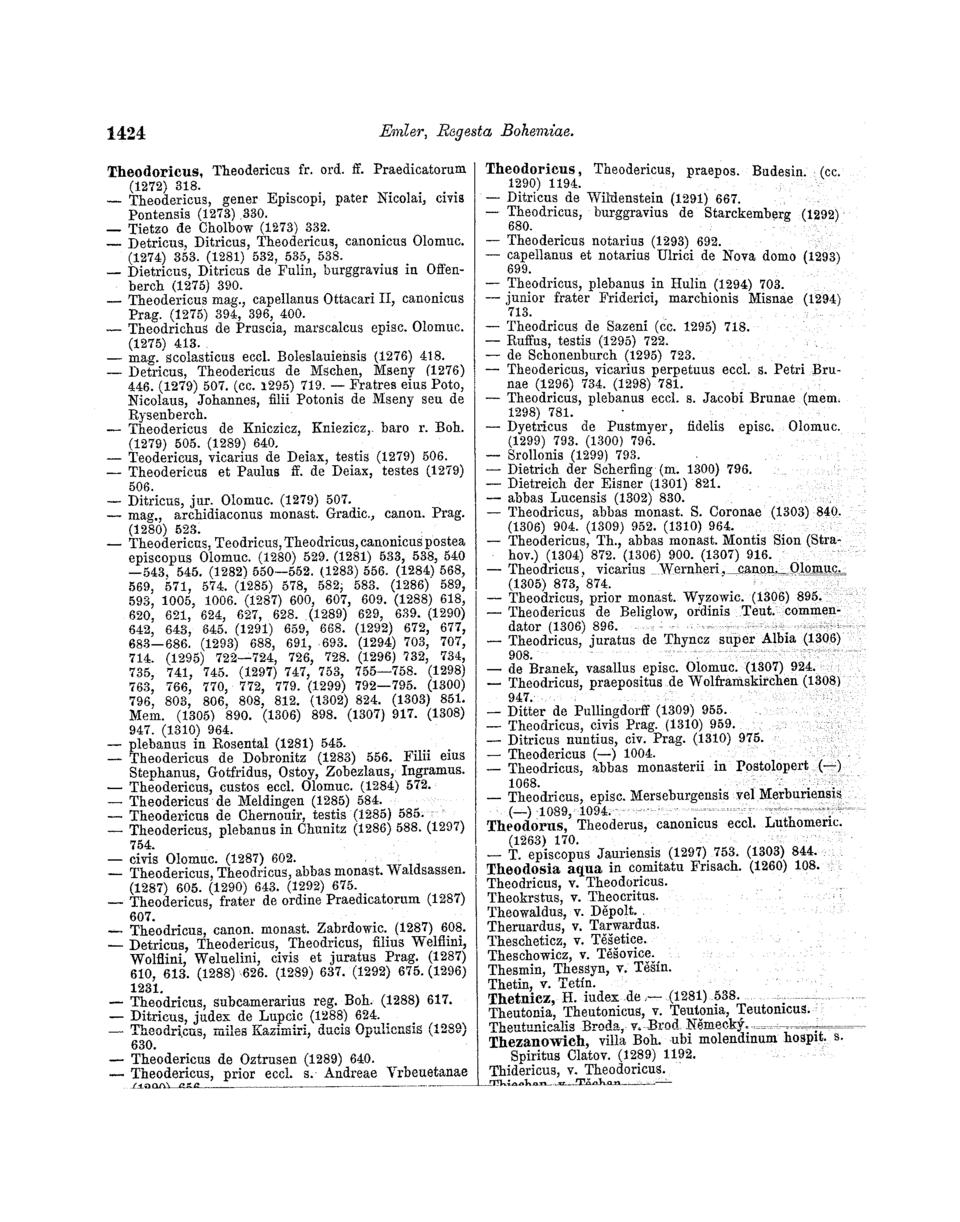 1424
Emler, Regesta Bohemiae.
Theodoricus, Theodericus fr. ord. ff. Praedicatorum
(1272) 318.
— Theodericus, gener Episcopi, pater Nicolai, civis
Pontensis (1273) 330.
— Tietzo de Cholbow (1273) 332.
— Detricus, Ditricus, Theodericus, canonicus Olomuc.
(1274) 353. (1281) 532, 535, 538.
— Dietricus, Ditricus de Fulin, burggravius in Offen-
berch (1275) 390.
— Theodericus mag., capellanus Ottacari II, canonicus
Prag. (1275) 394, 396, 400.
— Theodrichus de Pruscia, marscalcus episc. Olomuc.
(1275) 413.
— mag. scolasticus eccl. Boleslauiensis (1276) 418.
— Detricus, Theodericus de Mschen, Mseny (1276)
446. (1279) 507. (cc. 1295) 719. — Fratres eius Poto,
Nicolaus, Johannes, filii Potonis de Mseny seu de
Rysenberch.
— Theodericus de Kniczicz, Kniezicz, baro r. Boh.
(1279) 505. (1289) 640.
— Teodericus, vicarius de Deiax, testis (1279) 506.
— Theodericus et Paulus ff. de Deiax, testes (1279)
506.
— Ditricus, jur. Olomuc. (1279) 507.
— mag., archidiaconus monast. Gradic., canon. Prag.
(1280) 523.
— Theodericus, Teodricus, Theodricus, canonicus postea
episcopus Olomuc. (1280) 529. (1281) 533, 538, 540
—543, 545. (1282) 550—552. (1283) 556. (1284) 568,
569, 571, 574. (1285) 578, 582, 583. (1286) 589,
593, 1005, 1006. (1287) 600, 607, 609. (1288) 618,
620, 621, 624, 627, 628. (1289) 629, 639. (1290)
642, 643, 645. (1291) 659, 668. (1292) 672, 677,
683—686. (1293) 688, 691, 693. (1294) 703, 707,
714. (1295) 722—724, 726, 728. (1296) 732, 734,
735, 741, 745. (1297) 747, 753, 755—758. (1298)
763, 766, 770, 772, 779. (1299) 792—795. (1300)
796, 803, 806, 808, 812. (1302) 824. (1303) 851.
Mem. (1305) 890. (1306) 898. (1307) 917. (1308)
947. (1310) 964.
— plebanus in Rosental (1281) 545.
— Theodericus de Dobronitz (1283) 556. Filii eius
Stephanus, Gotfridus, Ostoy, Zobezlaus, Ingramus.
— Theodericus, custos eccl. Olomuc. (1284) 572.
— Theodericus de Meldingen (1285) 584.
— Theodericus de Chernouir, testis (1285) 585.
— Theodericus, plebanus in Chunitz (1286) 588. (1297)
754.
— civis Olomuc. (1287) 602.
— Theodericus, Theodricus, abbas monast. Waldsassen.
(1287) 605. (1290) 643. (1292) 675.
— Theodericus, frater de ordine Praedicatorum (1287)
607.
— Theodricus, canon. monast. Zabrdowic. (1287) 608.
— Detricus, Theodericus, Theodricus, filius Welflini,
Wolflini, Weluelini, civis et juratus Prag. (1287)
610, 613. (1288) 626. (1289) 637. (1292) 675. (1296)
1231.
— Theodricus, subcamerarius reg. Boh. (1288) 617.
— Ditricus, judex de Lupcic (1288) 624.
— Theodricus, miles Kazimiri, ducis Opuliensis (1289)
630.
— Theodericus de Oztrusen (1289) 640.
— Theodericus, prior eccl. s. Andreae Vrbeuetanae
(1290) 656
Theodoricus, Theodericus, praepos. Budesin. (cc.
1290) 1194.
— Ditricus de Wildenstein (1291) 667.
— Theodricus, burggravius de Starckemberg (1292)
680.
— Theodericus notarius (1293) 692.
— capellanus et notarius Ulrici de Nova domo (1293)
699.
— Theodricus, plebanus in Hulin (1294) 703.
— junior frater Friderici, marchionis Misnae (1294)
713.
— Theodricus de Sazeni (cc. 1295) 718.
— Ruffus, testis (1295) 722.
— de Schonenburch (1295) 723.
— Theodericus, vicarius perpetuus eccl. s. Petri Bru-
nae (1296) 734. (1298) 781.
— Theodricus, plebanus eccl. s. Jacobi Brunae (mem.
1298) 781.
— Dyetricus de Pustmyer, fidelis episc. Olomuc.
(1299) 793. (1300) 796.
— Srollonis (1299) 793.
— Dietrich der Scherfing (m. 1300) 796.
— Dietreich der Eisner (1301) 821.
— abbas Lucensis (1302) 830.
— Theodricus, abbas monast. S. Coronae (1303) 840.
(1306) 904. (1309) 952. (1310) 964.
— Theodericus, Th., abbas monast. Montis Sion (Stra-
hov.) (1304) 872. (1306) 900. (1307) 916.
— Theodricus, vicarius Wernheri, canon. Olomuc.
(1305) 873, 874.
— Theodricus, prior monast. Wyzowic. (1306) 895.
— Theodericus de Beliglow, ordinis Teut. commen-
dator (1306) 896.
— Theodricus, juratus de Thyncz super Albia (1306)
908.
— de Branek, vasallus episc. Olomuc. (1307) 924.
— Theodricus, praepositus de Wolframskirchen (1308)
947.
— Ditter de Pullingdorff (1309) 955.
— Theodricus, civis Prag. (1310) 959.
— Ditricus nuntius, civ. Prag. (1310) 975.
— Theodericus (—) 1004.
— Theodricus, abbas monasterii in Postolopert (—)
1068.
— Theodricus, episc. Merseburgensis vel Merburiensis
(—) 1089, 1094.
Theodorus, Theoderus, canonicus eccl. Luthomeric.
(1263) 170.
— T. episcopus Jauriensis (1297) 753. (1303) 844.
Theodosia aqua in comitatu Frisach. (1260) 108.
Theodricus, v. Theodoricus.
Theokrstus, v. Theocritus.
Theowaldus, v. Děpolt.
Theruardus, v. Tarwardus.
Thescheticz, v. Těšetice.
Theschowicz, v. Těšovice.
Thesmin, Thessyn, v. Těšín.
Thetin, v. Tetín.
Thetnicz, H. iudex de — (1281) 538.
Theutonia, Theutonicus, v. Teutonia, Teutonicus.
Theutunicalis Broda, v. Brod Německý.
Thezanowich, villa Boh. ubi molendinum hospit. s.
Spiritus Clatov. (1289) 1192.
Thidericus, v. Theodoricus.